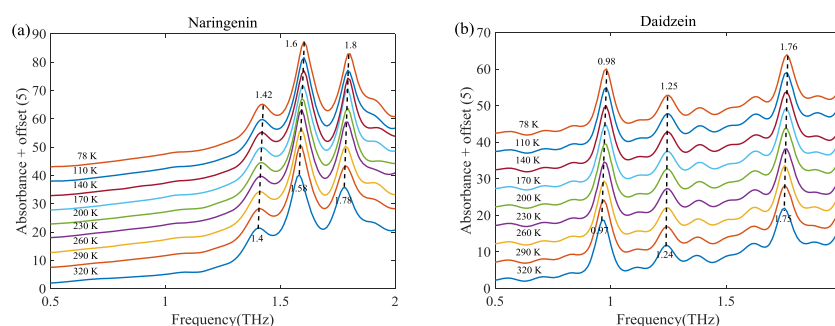 Naringenin
(a)
Absorbance + offset (5)
90
80
70
60
50
40
30
20
10
0
1.42
1.6
1.8
78 K
110 K
140 K
170 K
200 K
230 K
260 K
290 K
320 K
1.4
1.58
1.78
0.5
1
1.5
2
Frequency(THz)
Daidzein
(b)
Absorbance + offset (5)
70
60
50
40
30
20
10
0
0.98
1.25
1.76
78 K
110 K
140 K
170 K
200 K
230 K
260 K
290 K
320 K
0.97
1.24
1.75
0.5
1
1.5
Frequency(THz)